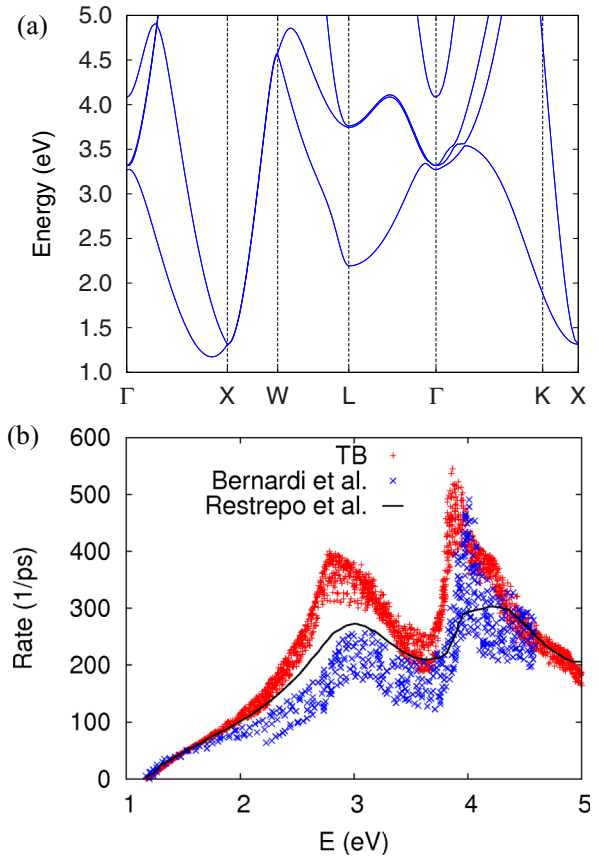 (a)
5.0
4.5
4.0
3.5
3.0
2.5
2.0
1.5
1.0
Energy (eV)
Γ X W L Γ K X
(b)
600
500
400
300
200
100
0
Rate (1/ps)
TB
Bernardi et al.
Restrepo et al.
1 2 3 4 5
E (eV)